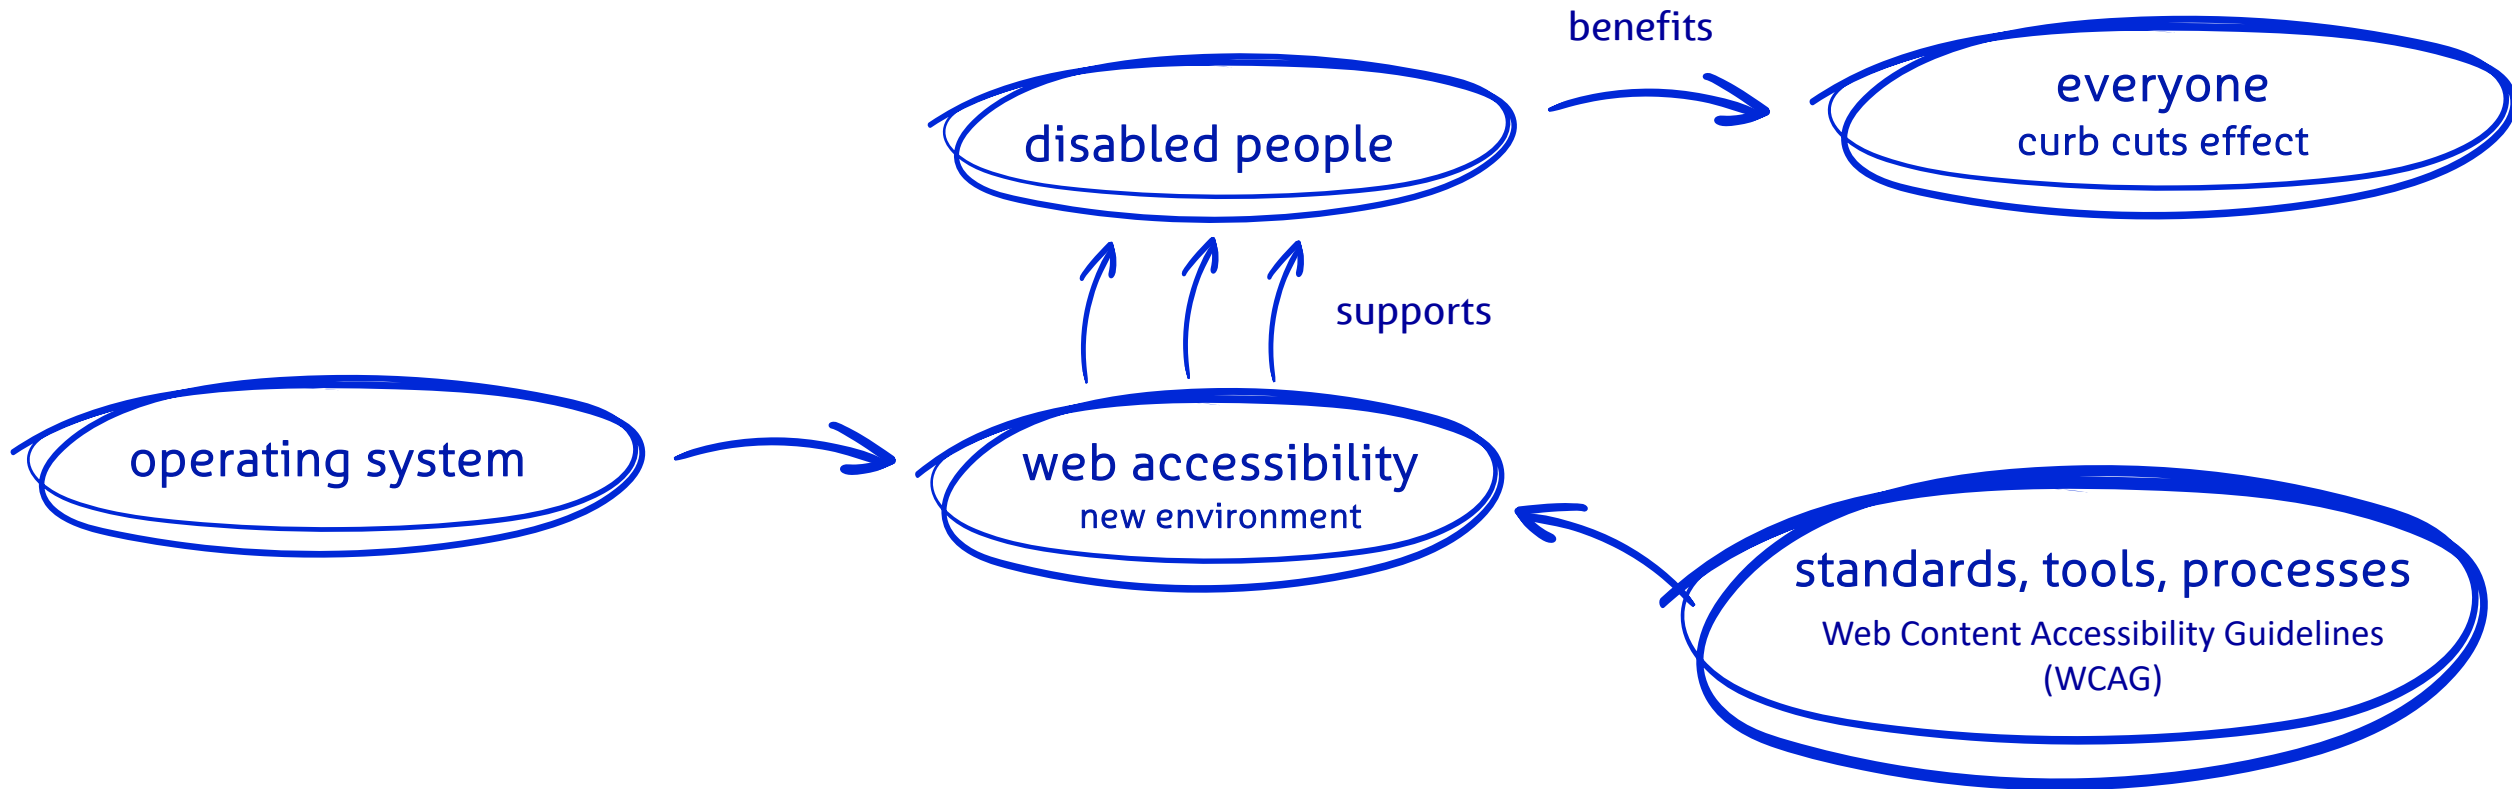 benefits
everyone
curb cuts effect
disabled people
supports
operating system
web accessibility
new environment
standards, tools, processes
Web Content Accessibility Guidelines
(WCAG)